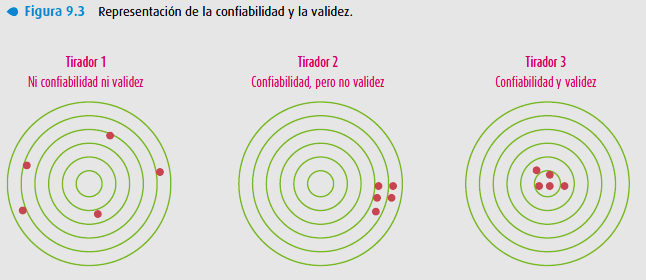 Figura 9.3 Representación de la confiabilidad y la validez.
Tirador 1
Ni confiabilidad ni validez
Tirador 2
Confiabilidad, pero no validez
Tirador 3
Confiabilidad y validez